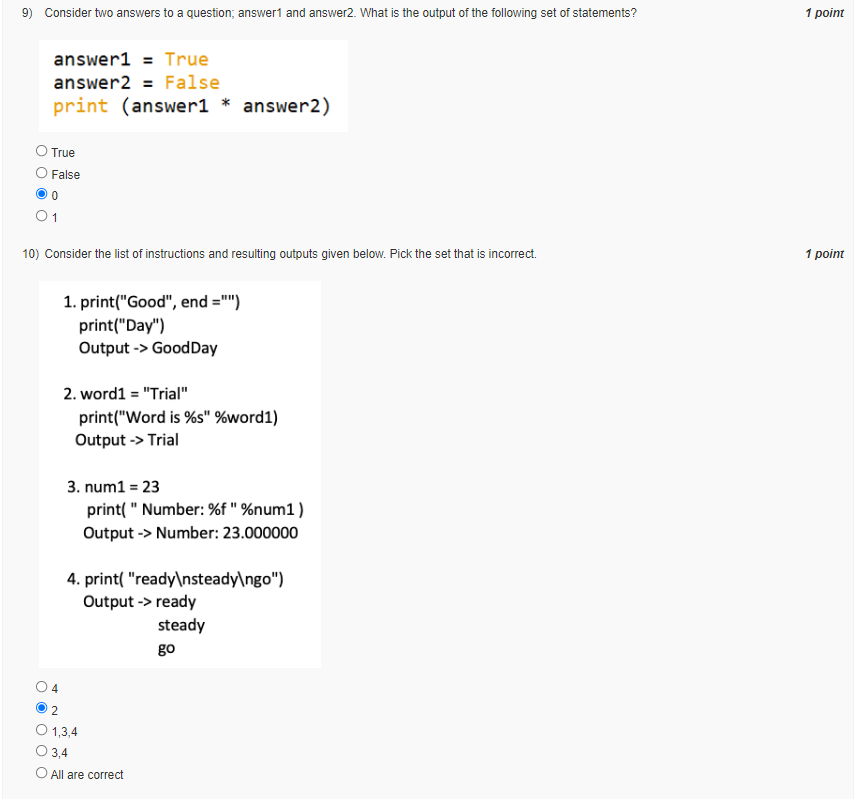 9) Consider two answers to a question; answer1 and answer2. What is the output of the following set of statements? 1 point
answer1 = True
answer2 = False
print (answer1 * answer2)
True
False
0
1
10) Consider the list of instructions and resulting outputs given below. Pick the set that is incorrect. 1 point
1. print("Good", end ="")
print("Day")
Output -> GoodDay
2. word1 = "Trial"
print("Word is %s" %word1)
Output -> Trial
3. num1 = 23
print( " Number: %f " %num1 )
Output -> Number: 23.000000
4. print( "ready\nsteady\ngo")
Output -> ready
steady
go
4
2
1,3,4
3,4
All are correct